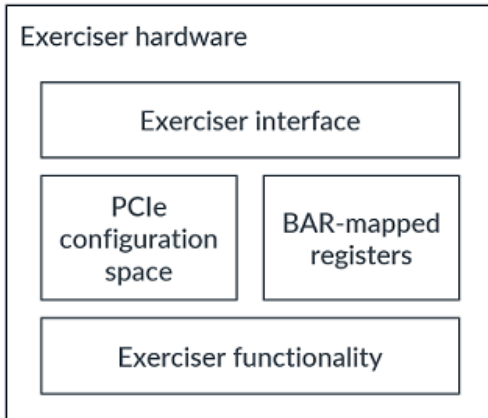 Exerciser hardware
Exerciser interface
PCIe
configuration
space
BAR-mapped
registers
Exerciser functionality